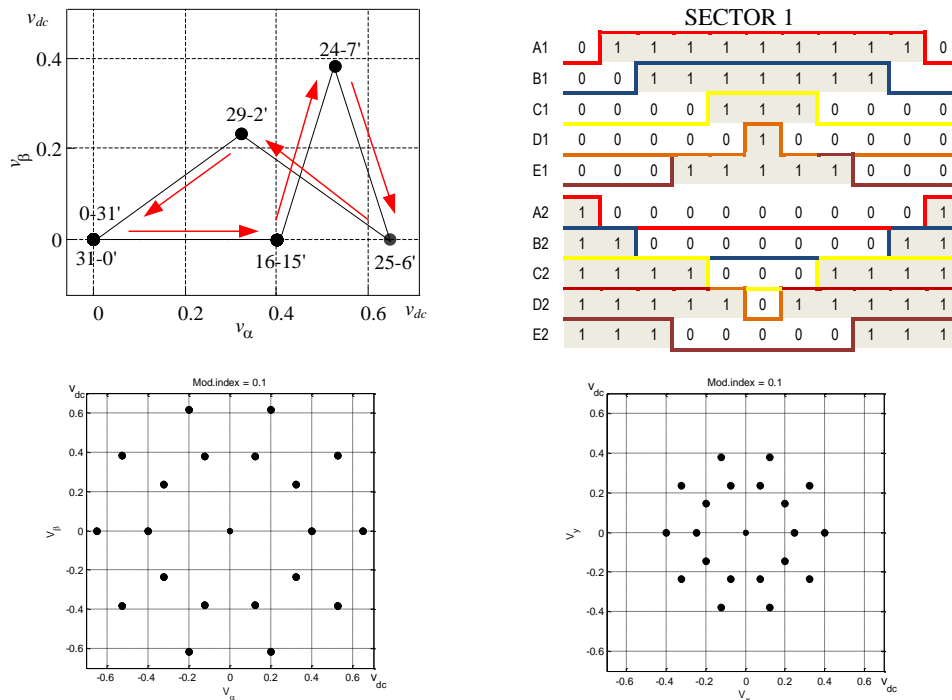 v_dc
0.4
0.2
0
v_β
24-7'
29-2'
0-31'
31-0'
16-15'
25-6'
0 0.2 0.4 0.6 v_dc
v_α
SECTOR 1
A1 0 1 1 1 1 1 1 1 1 1 0
B1 0 0 1 1 1 1 1 1 1 0 0
C1 0 0 0 0 1 1 1 0 0 0 0
D1 0 0 0 0 0 1 0 0 0 0 0
E1 0 0 0 1 1 1 1 1 0 0 0
A2 1 0 0 0 0 0 0 0 0 0 1
B2 1 1 0 0 0 0 0 0 0 1 1
C2 1 1 1 1 0 0 0 1 1 1 1
D2 1 1 1 1 1 0 1 1 1 1 1
E2 1 1 1 0 0 0 0 0 1 1 1
Mod.index = 0.1
V_dc
0.6
0.4
0.2
0
-0.2
-0.4
-0.6
V_β
-0.6 -0.4 -0.2 0 0.2 0.4 0.6 V_dc
V_α
Mod.index = 0.1
V_dc
0.6
0.4
0.2
0
-0.2
-0.4
-0.6
V_y
-0.6 -0.4 -0.2 0 0.2 0.4 0.6
V_dc
V_x